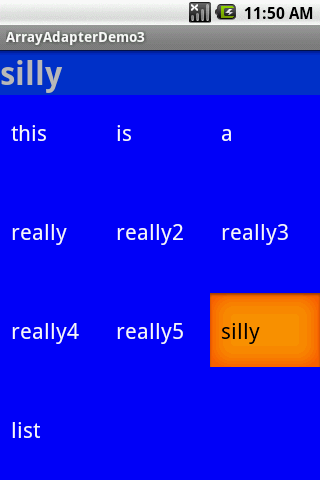 11:50 AM
ArrayAdapterDemo3
silly
this is a
really really2 really3
really4 really5 silly
list